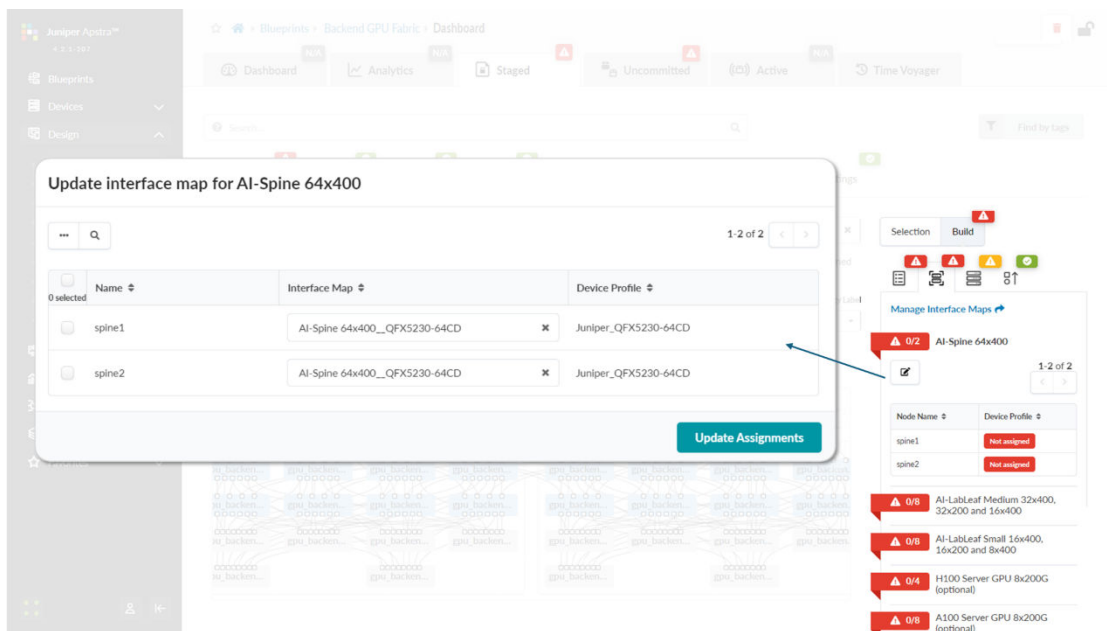 Juniper Apstra™
Blueprints › Backend GPU Fabric › Dashboard
N/A
N/A
N/A
Dashboard
Analytics
Staged
Uncommitted
Active
Time Voyager
Blueprints
Devices
Design
Search...
Find by tags
Update interface map for AI-Spine 64x400
1-2 of 2
0 selected
Name
Interface Map
Device Profile
spine1
AI-Spine 64x400__QFX5230-64CD
Juniper_QFX5230-64CD
spine2
AI-Spine 64x400__QFX5230-64CD
Juniper_QFX5230-64CD
Update Assignments
Selection
Build
Manage Interface Maps
0/2
AI-Spine 64x400
1-2 of 2
Node Name
Device Profile
spine1
Not assigned
spine2
Not assigned
0/8
AI-LabLeaf Medium 32x400,
32x200 and 16x400
0/8
AI-LabLeaf Small 16x400,
16x200 and 8x400
0/4
H100 Server GPU 8x200G
(optional)
0/8
A100 Server GPU 8x200G
(optional)